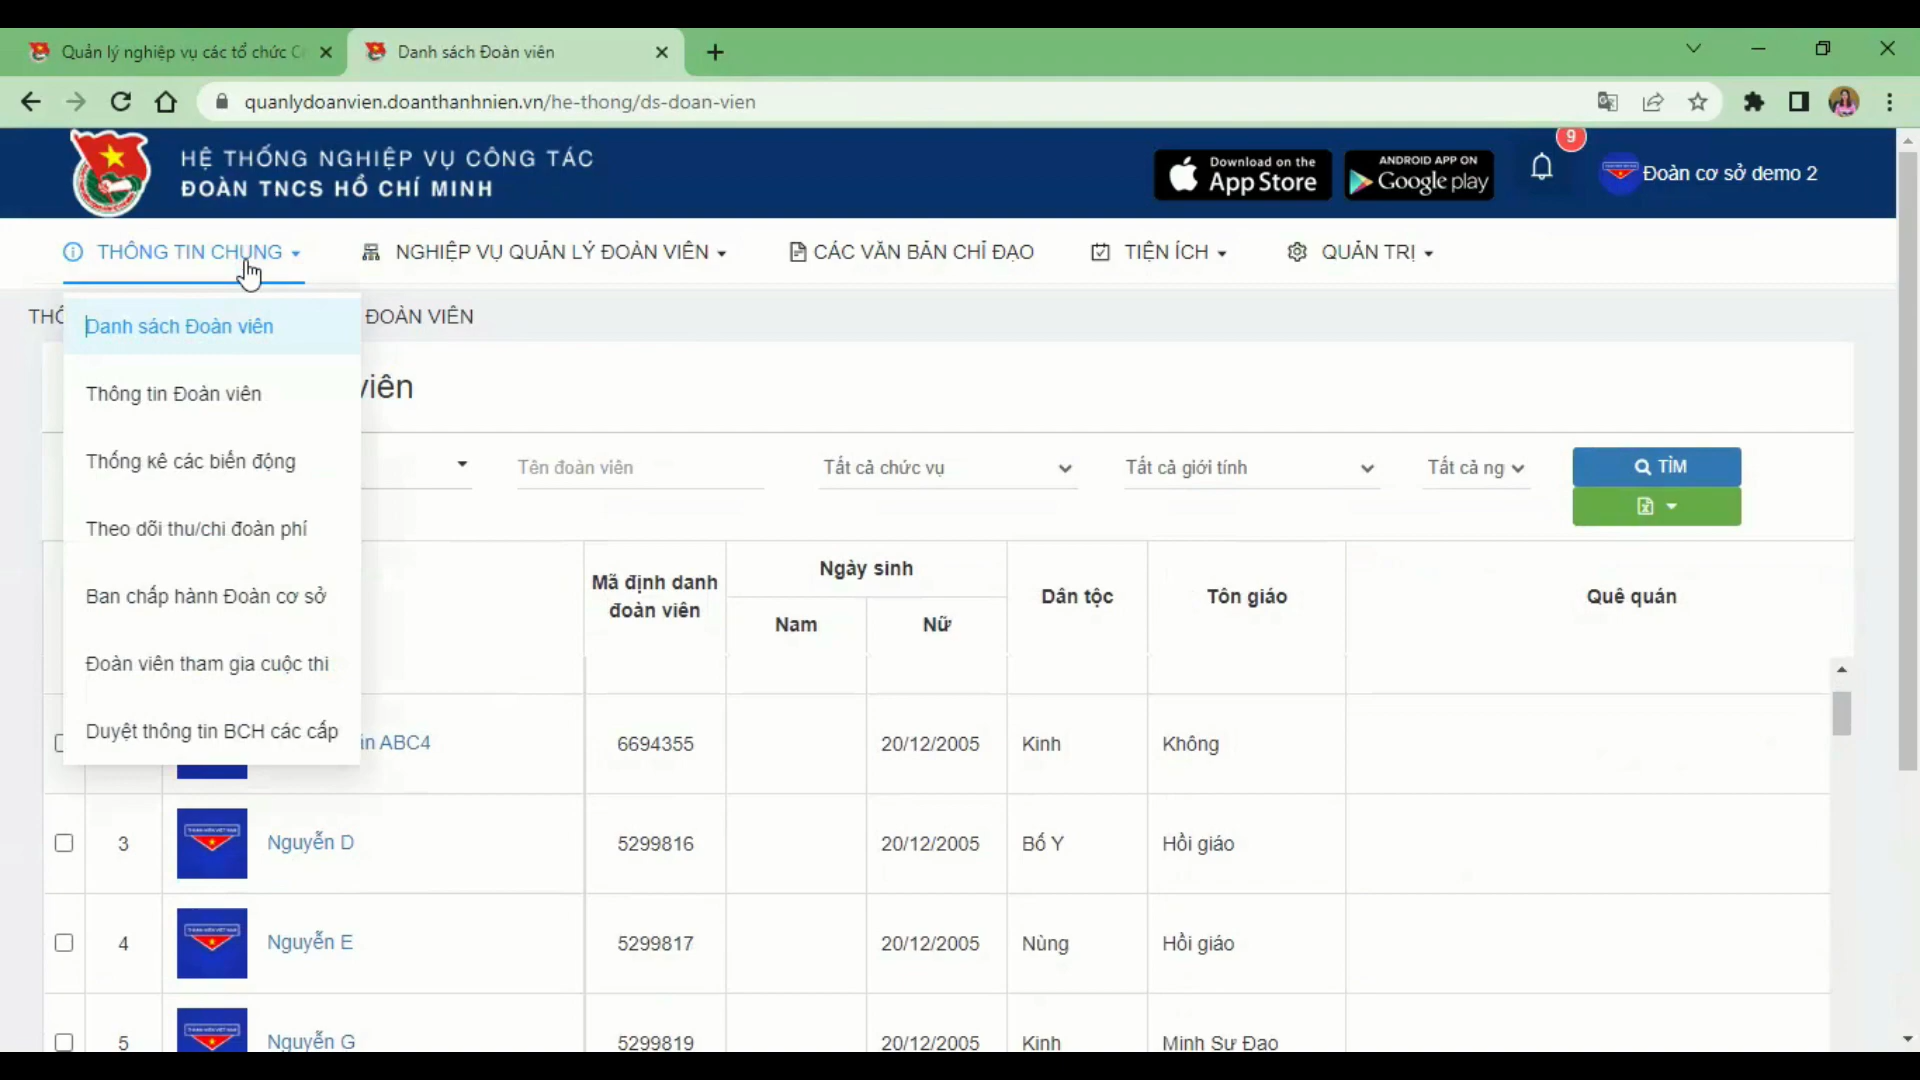 Quản lý nghiệp vụ các tổ chức C
Danh sách Đoàn viên
quanlydoanvien.doanthanhnien.vn/he-thong/ds-doan-vien
HỆ THỐNG NGHIỆP VỤ CÔNG TÁC
ĐOÀN TNCS HỒ CHÍ MINH
Download on the
App Store
ANDROID APP ON
Google play
9
Đoàn cơ sở demo 2
THÔNG TIN CHUNG
NGHIỆP VỤ QUẢN LÝ ĐOÀN VIÊN
CÁC VĂN BẢN CHỈ ĐẠO
TIỆN ÍCH
QUẢN TRỊ
THÔ
ĐOÀN VIÊN
Danh sách Đoàn viên
Thông tin Đoàn viên
Thống kê các biến động
Theo dõi thu/chi đoàn phí
Ban chấp hành Đoàn cơ sở
Đoàn viên tham gia cuộc thi
Duyệt thông tin BCH các cấp
viên
Tên đoàn viên
Tất cả chức vụ
Tất cả giới tính
Tất cả ng
TÌM
Mã định danh
đoàn viên
Ngày sinh
Nam
Nữ
Dân tộc
Tôn giáo
Quê quán
in ABC4 6694355 20/12/2005 Kinh Không
3 Nguyễn D 5299816 20/12/2005 Bố Y Hồi giáo
4 Nguyễn E 5299817 20/12/2005 Nùng Hồi giáo
5 Nguyễn G 5299819 20/12/2005 Kinh Minh Sư Đạo